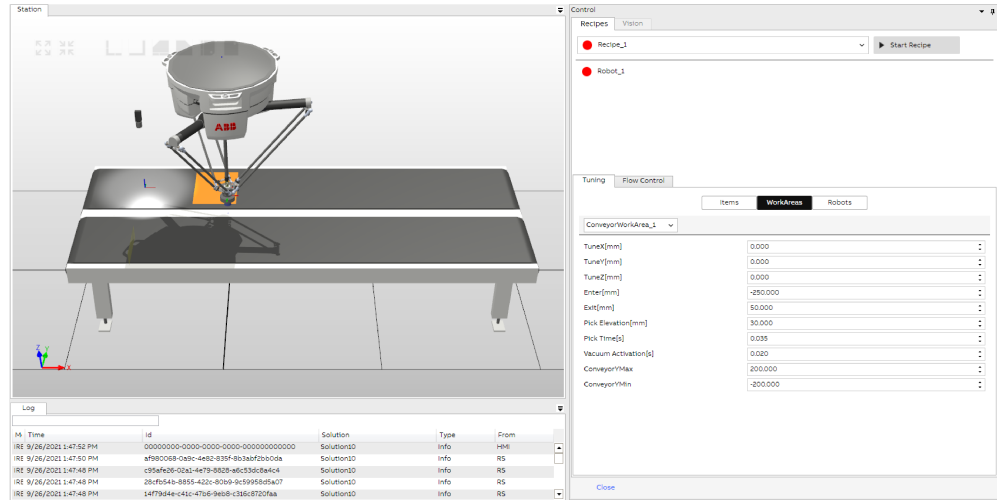 Station
ABB
Z
Y
X
Log
M Time Id Solution Type From
IRE 9/26/2021 1:47:52 PM 00000000-0000-0000-0000-000000000000 Solution10 Info HMI
IRE 9/26/2021 1:47:50 PM af980068-0a9c-4e82-835f-8b3abf2bb0da Solution10 Info RS
IRE 9/26/2021 1:47:48 PM c95afe26-02a1-4e79-8828-a6c53dc8a4c4 Solution10 Info RS
IRE 9/26/2021 1:47:48 PM 28cfb54b-8855-422c-80b9-9c59958d5a07 Solution10 Info RS
IRE 9/26/2021 1:47:48 PM 14f79d4e-c41c-47b6-9eb8-c316c8720faa Solution10 Info RS
Control
Recipes Vision
Recipe_1 Start Recipe
Robot_1
Tuning Flow Control
Items WorkAreas Robots
ConveyorWorkArea_1
TuneX[mm] 0.000
TuneY[mm] 0.000
TuneZ[mm] 0.000
Enter[mm] -250.000
Exit[mm] 50.000
Pick Elevation[mm] 30.000
Pick Time[s] 0.035
Vacuum Activation[s] 0.020
ConveyorYMax 200.000
ConveyorYMin -200.000
Close